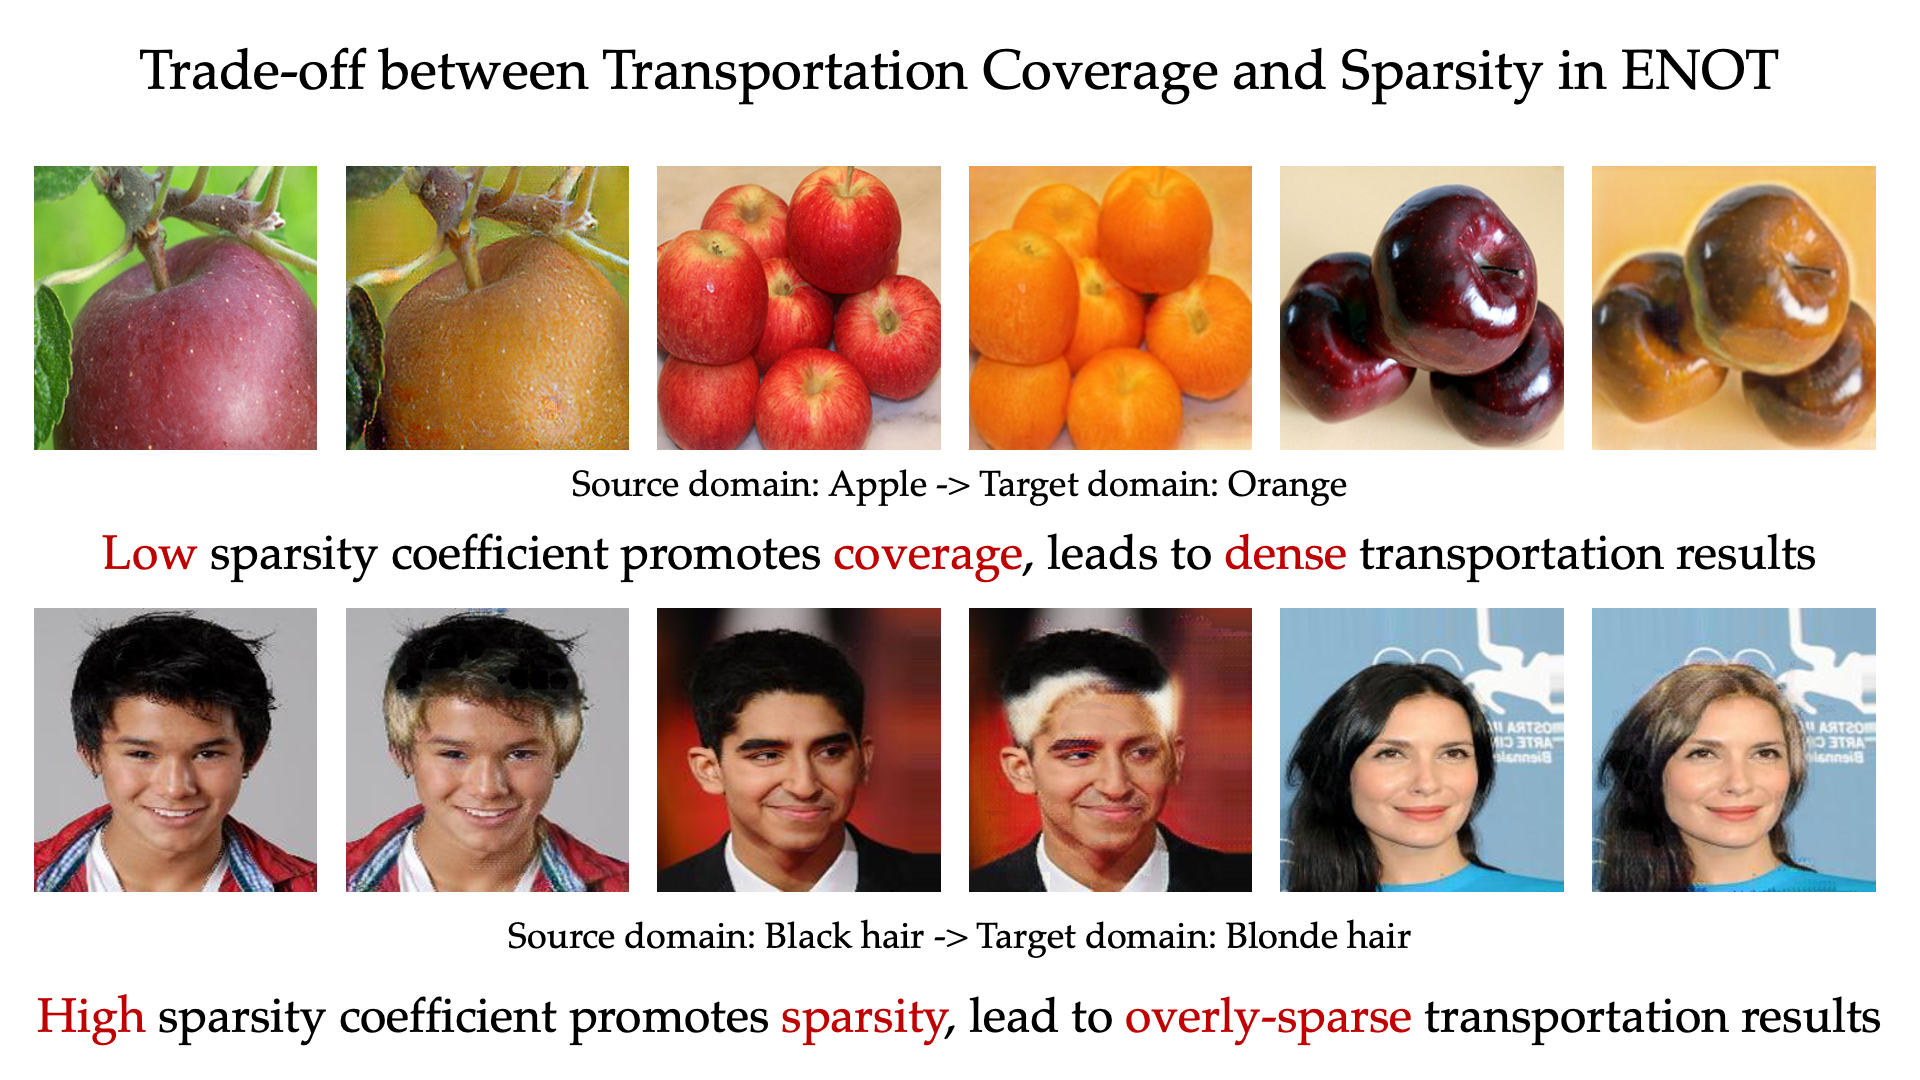 Trade-off between Transportation Coverage and Sparsity in ENOT
Source domain: Apple -> Target domain: Orange
Low sparsity coefficient promotes coverage, leads to dense transportation results
Source domain: Black hair -> Target domain: Blonde hair
High sparsity coefficient promotes sparsity, lead to overly-sparse transportation results